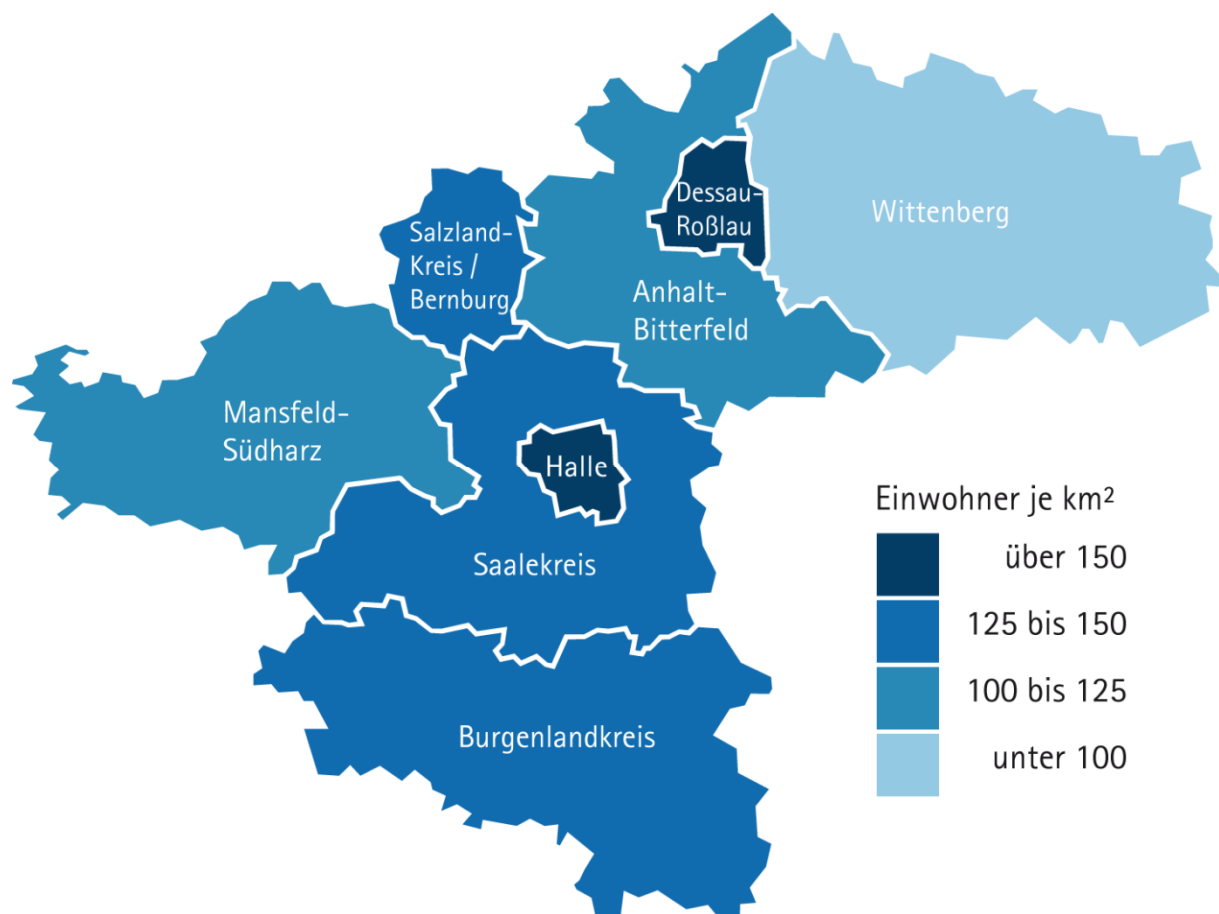 Dessau-
Roßlau
Wittenberg
Salzland-
Kreis /
Bernburg
Anhalt-
Bitterfeld
Mansfeld-
Südharz
Halle
Saalekreis
Burgenlandkreis
Einwohner je km²
über 150
125 bis 150
100 bis 125
unter 100